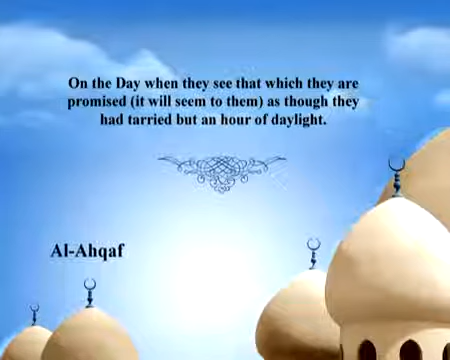 On the Day when they see that which they are
promised (it will seem to them) as though they
had tarried but an hour of daylight.
Al-Ahqaf